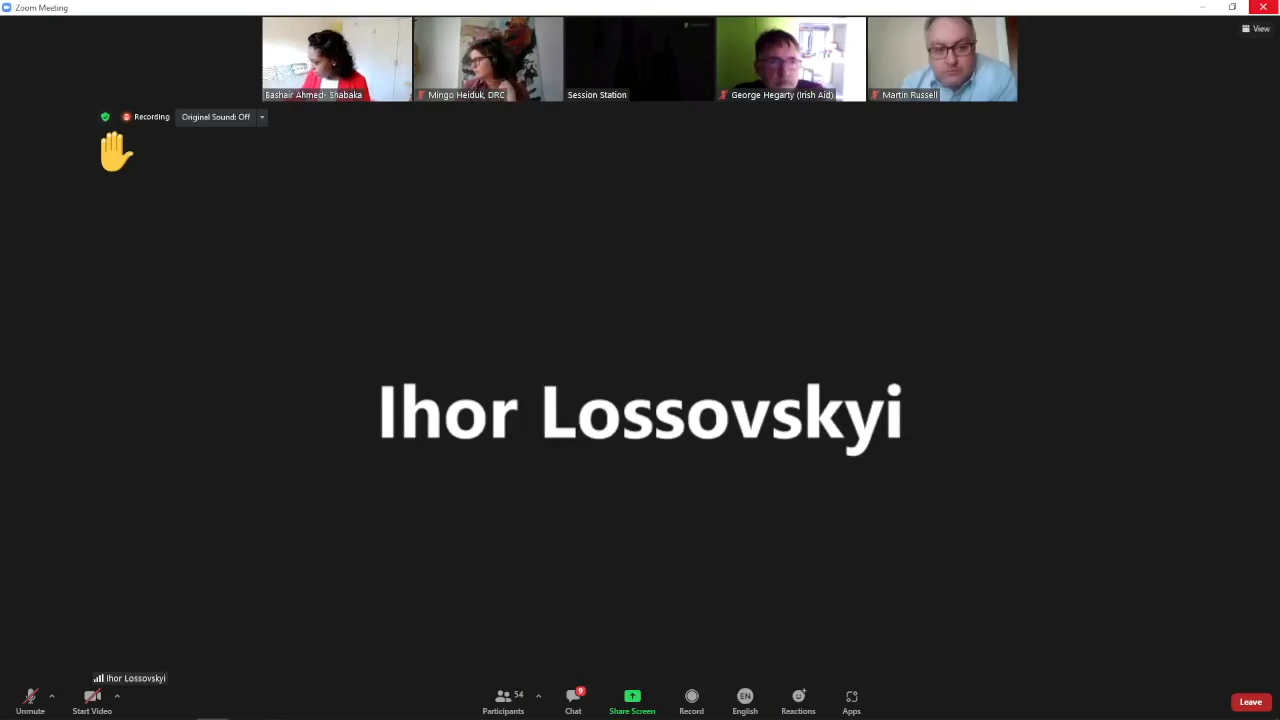 Zoom Meeting
View
Bashair Ahmed- Shabaka
Mingo Heiduk, DRC
Session Station
George Hegarty (Irish Aid)
Martin Russell
Recording
Original Sound: Off
Ihor Lossovskyi
Ihor Lossovskyi
Unmute
Start Video
54
Participants
9
Chat
Share Screen
Record
EN
English
Reactions
Apps
Leave